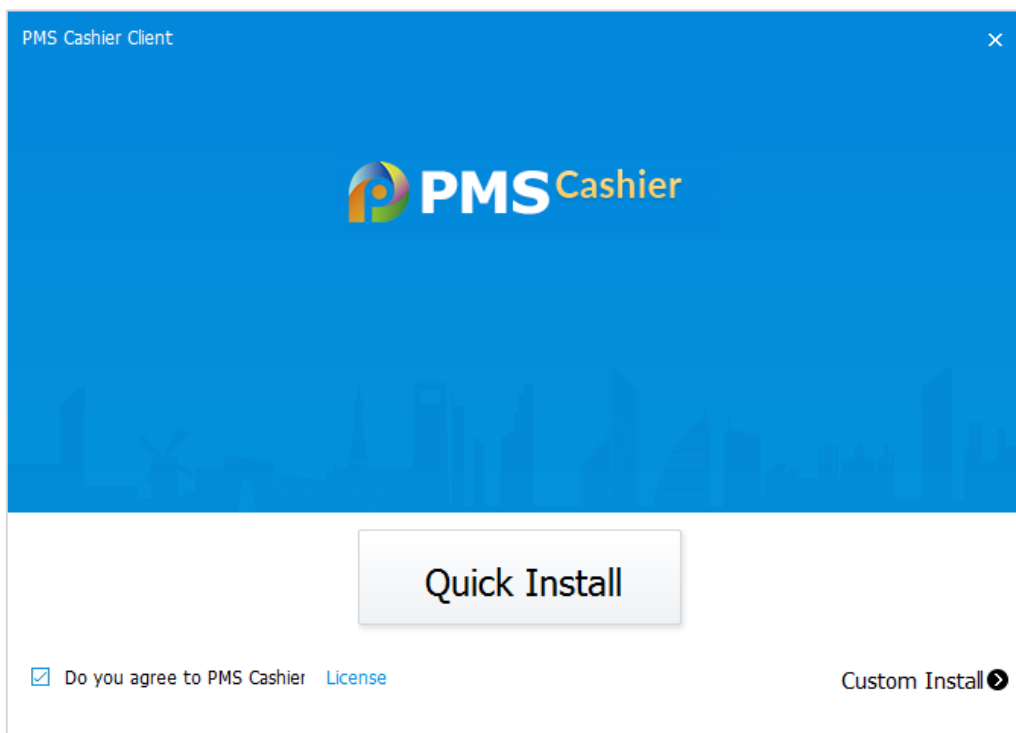 PMS Cashier Client
PMS Cashier
Quick Install
Do you agree to PMS Cashier License
Custom Install